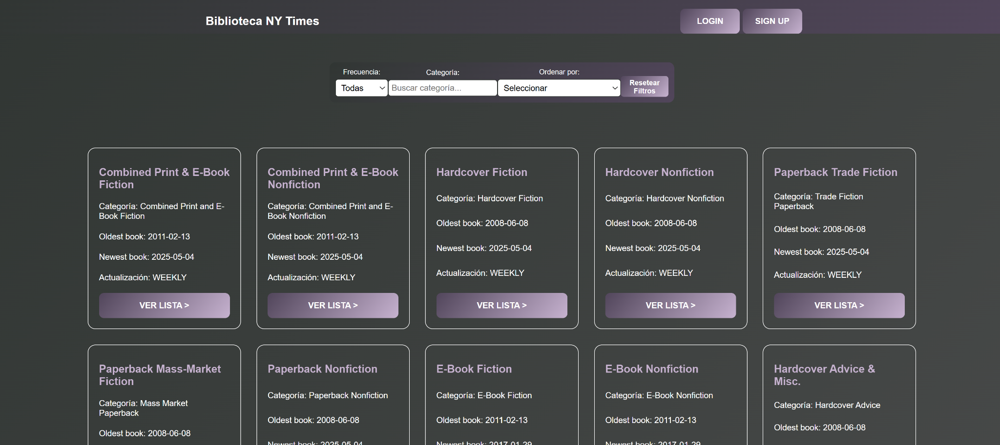 Biblioteca NY Times
LOGIN
SIGN UP
Frecuencia:
Categoría:
Ordenar por:
Todas
Buscar categoría...
Seleccionar
Resetear
Filtros
Combined Print & E-Book
Fiction
Categoría: Combined Print and E-
Book Fiction
Oldest book: 2011-02-13
Newest book: 2025-05-04
Actualización: WEEKLY
VER LISTA >
Combined Print & E-Book
Nonfiction
Categoría: Combined Print and E-
Book Nonfiction
Oldest book: 2011-02-13
Newest book: 2025-05-04
Actualización: WEEKLY
VER LISTA >
Hardcover Fiction
Categoría: Hardcover Fiction
Oldest book: 2008-06-08
Newest book: 2025-05-04
Actualización: WEEKLY
VER LISTA >
Hardcover Nonfiction
Categoría: Hardcover Nonfiction
Oldest book: 2008-06-08
Newest book: 2025-05-04
Actualización: WEEKLY
VER LISTA >
Paperback Trade Fiction
Categoría: Trade Fiction
Paperback
Oldest book: 2008-06-08
Newest book: 2025-05-04
Actualización: WEEKLY
VER LISTA >
Paperback Mass-Market
Fiction
Categoría: Mass Market
Paperback
Oldest book: 2008-06-08
Paperback Nonfiction
Categoría: Paperback Nonfiction
Oldest book: 2008-06-08
Newest book: 2025-05-04
E-Book Fiction
Categoría: E-Book Fiction
Oldest book: 2011-02-13
Newest book: 2017-01-29
E-Book Nonfiction
Categoría: E-Book Nonfiction
Oldest book: 2011-02-13
Newest book: 2017-01-29
Hardcover Advice &
Misc.
Categoría: Hardcover Advice
Oldest book: 2008-06-08